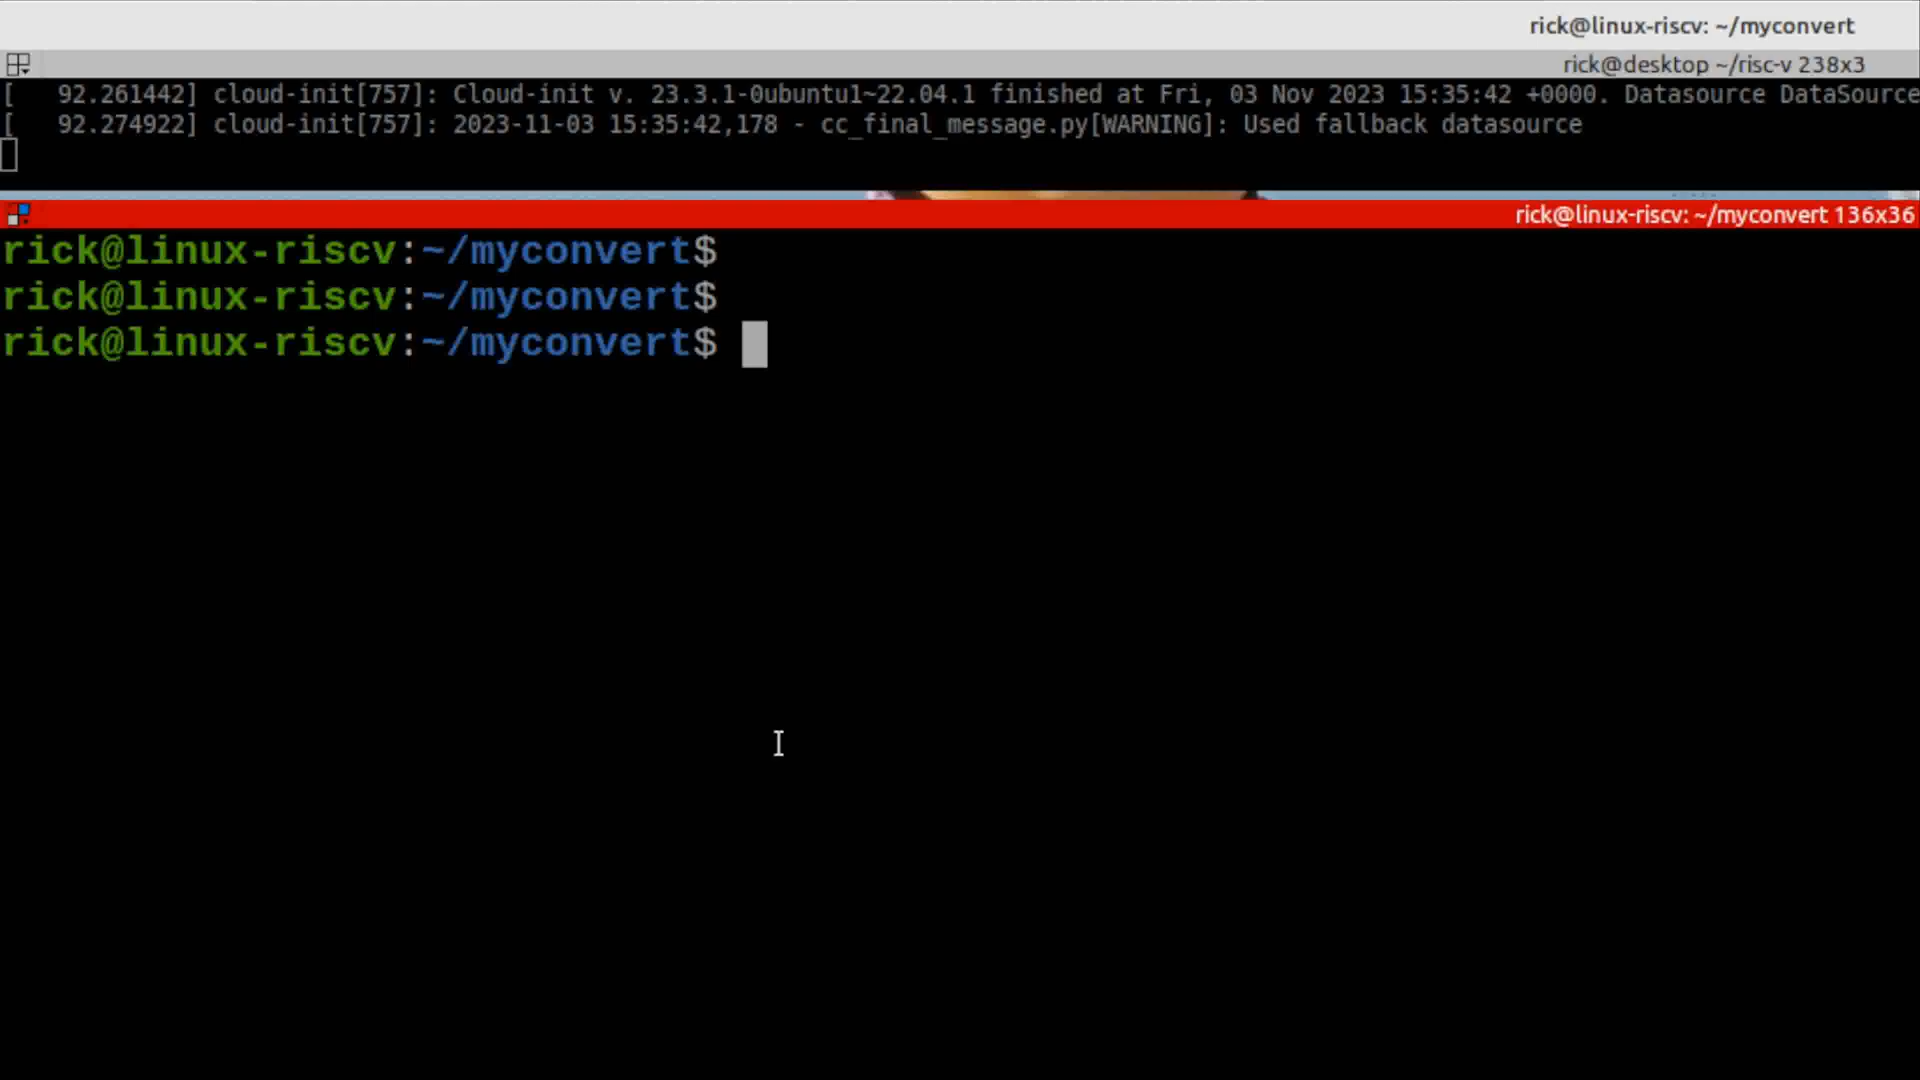 rick@linux-riscv: ~/myconvert
rick@desktop ~/risc-v 238x3
[   92.261442] cloud-init[757]: Cloud-init v. 23.3.1-0ubuntu1~22.04.1 finished at Fri, 03 Nov 2023 15:35:42 +0000. Datasource DataSource
[   92.274922] cloud-init[757]: 2023-11-03 15:35:42,178 - cc_final_message.py[WARNING]: Used fallback datasource
rick@linux-riscv: ~/myconvert 136x36
rick@linux-riscv:~/myconvert$
rick@linux-riscv:~/myconvert$
rick@linux-riscv:~/myconvert$